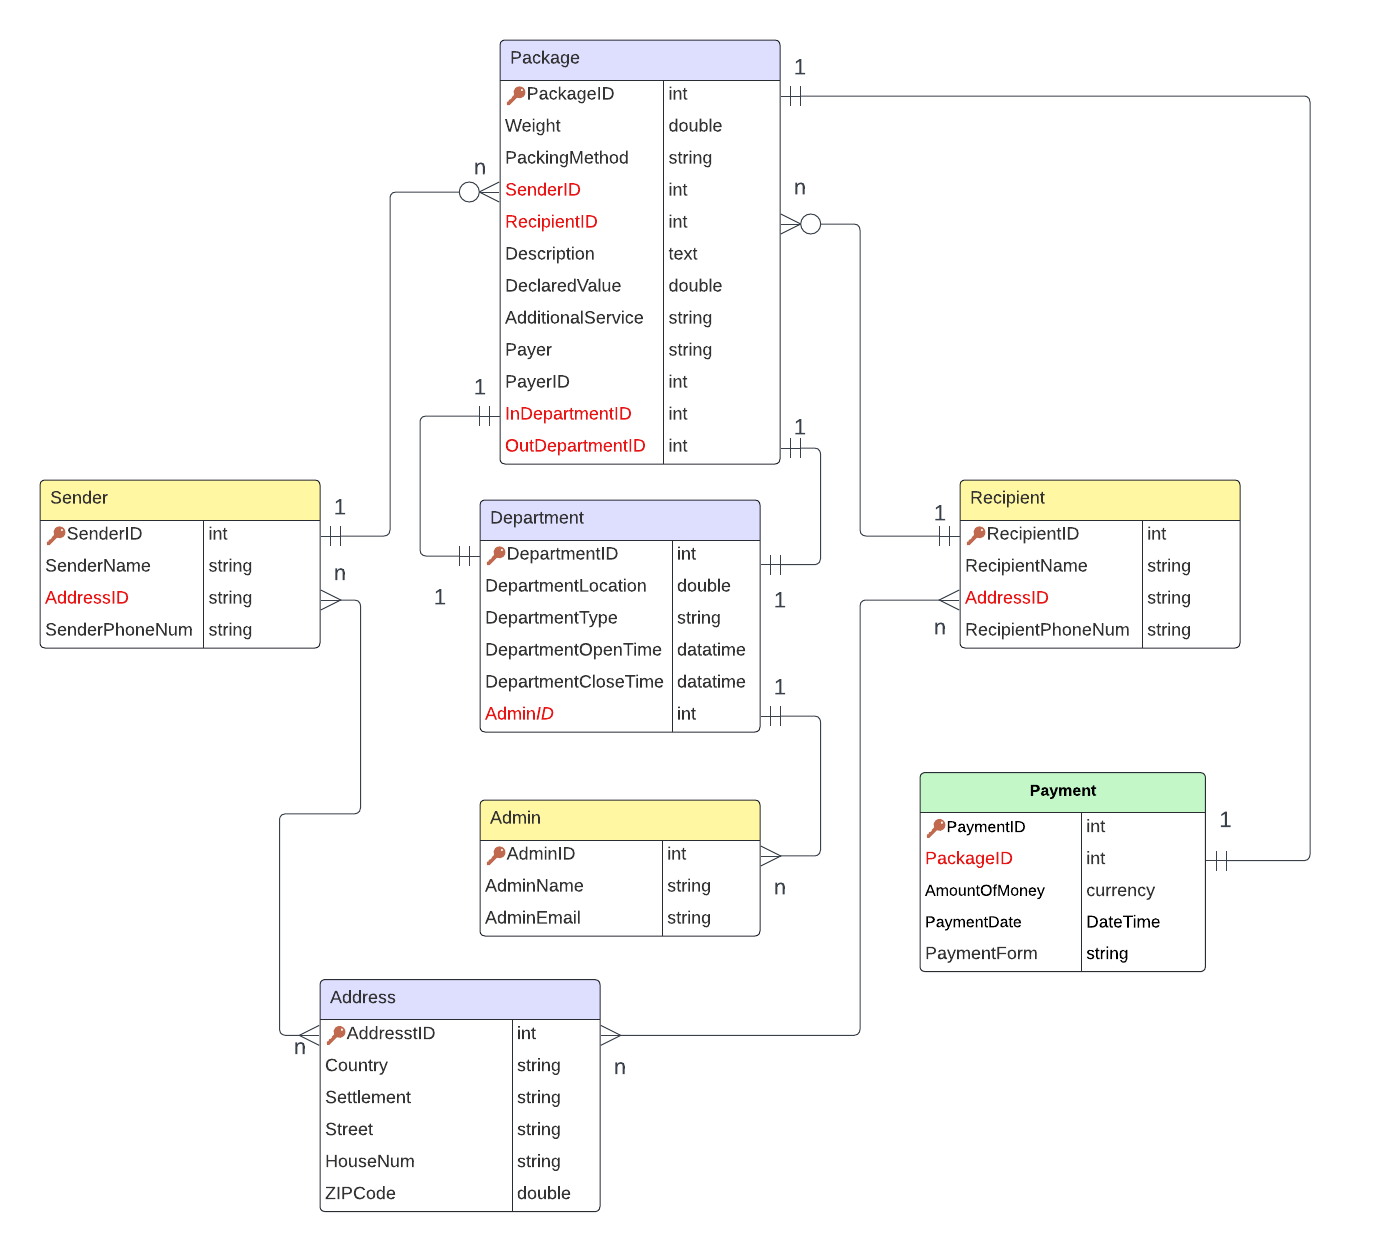 Package
PackageID int
Weight double
PackingMethod string
SenderID int
RecipientID int
Description text
DeclaredValue double
AdditionalService string
Payer string
PayerID int
InDepartmentID int
OutDepartmentID int
1
n
n
1
1
Sender
SenderID int
SenderName string
AddressID string
SenderPhoneNum string
1
n
Department
DepartmentID int
DepartmentLocation double
DepartmentType string
DepartmentOpenTime datatime
DepartmentCloseTime datatime
AdminID int
1
1
1
Recipient
RecipientID int
RecipientName string
AddressID string
RecipientPhoneNum string
1
n
Admin
AdminID int
AdminName string
AdminEmail string
n
Payment
PaymentID int
PackageID int
AmountOfMoney currency
PaymentDate DateTime
PaymentForm string
1
Address
AddresstID int
Country string
Settlement string
Street string
HouseNum string
ZIPCode double
n
n